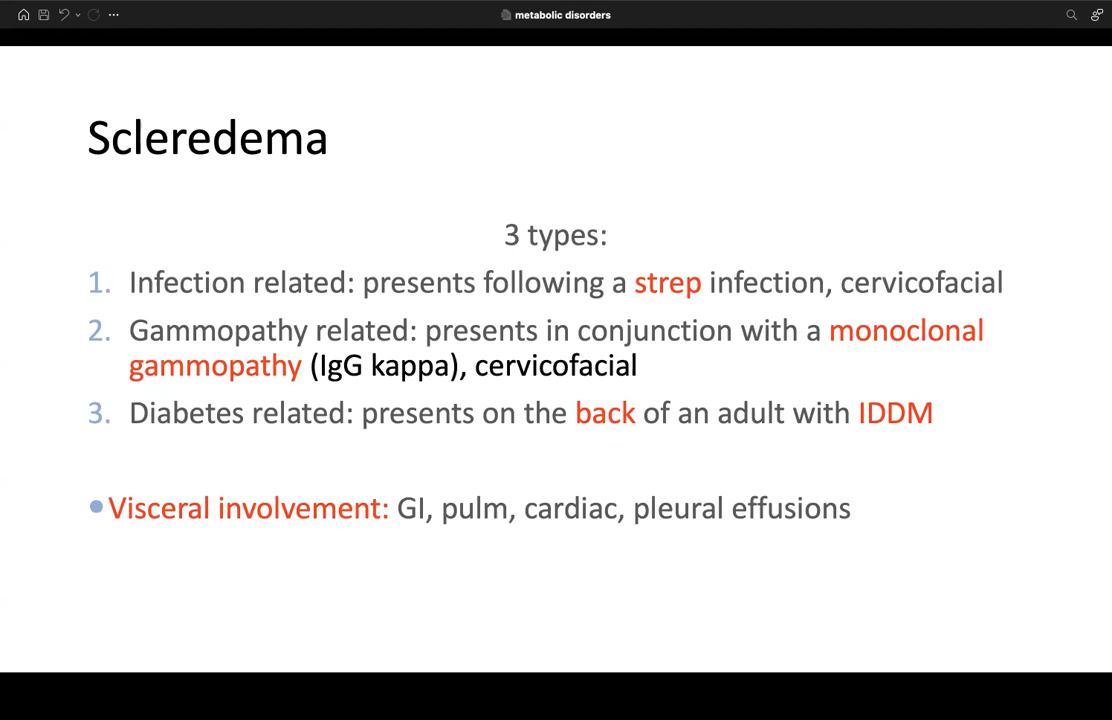 metabolic disorders
Scleredema
3 types:
1. Infection related: presents following a strep infection, cervicofacial
2. Gammopathy related: presents in conjunction with a monoclonal
gammopathy (IgG kappa), cervicofacial
3. Diabetes related: presents on the back of an adult with IDDM
• Visceral involvement: GI, pulm, cardiac, pleural effusions